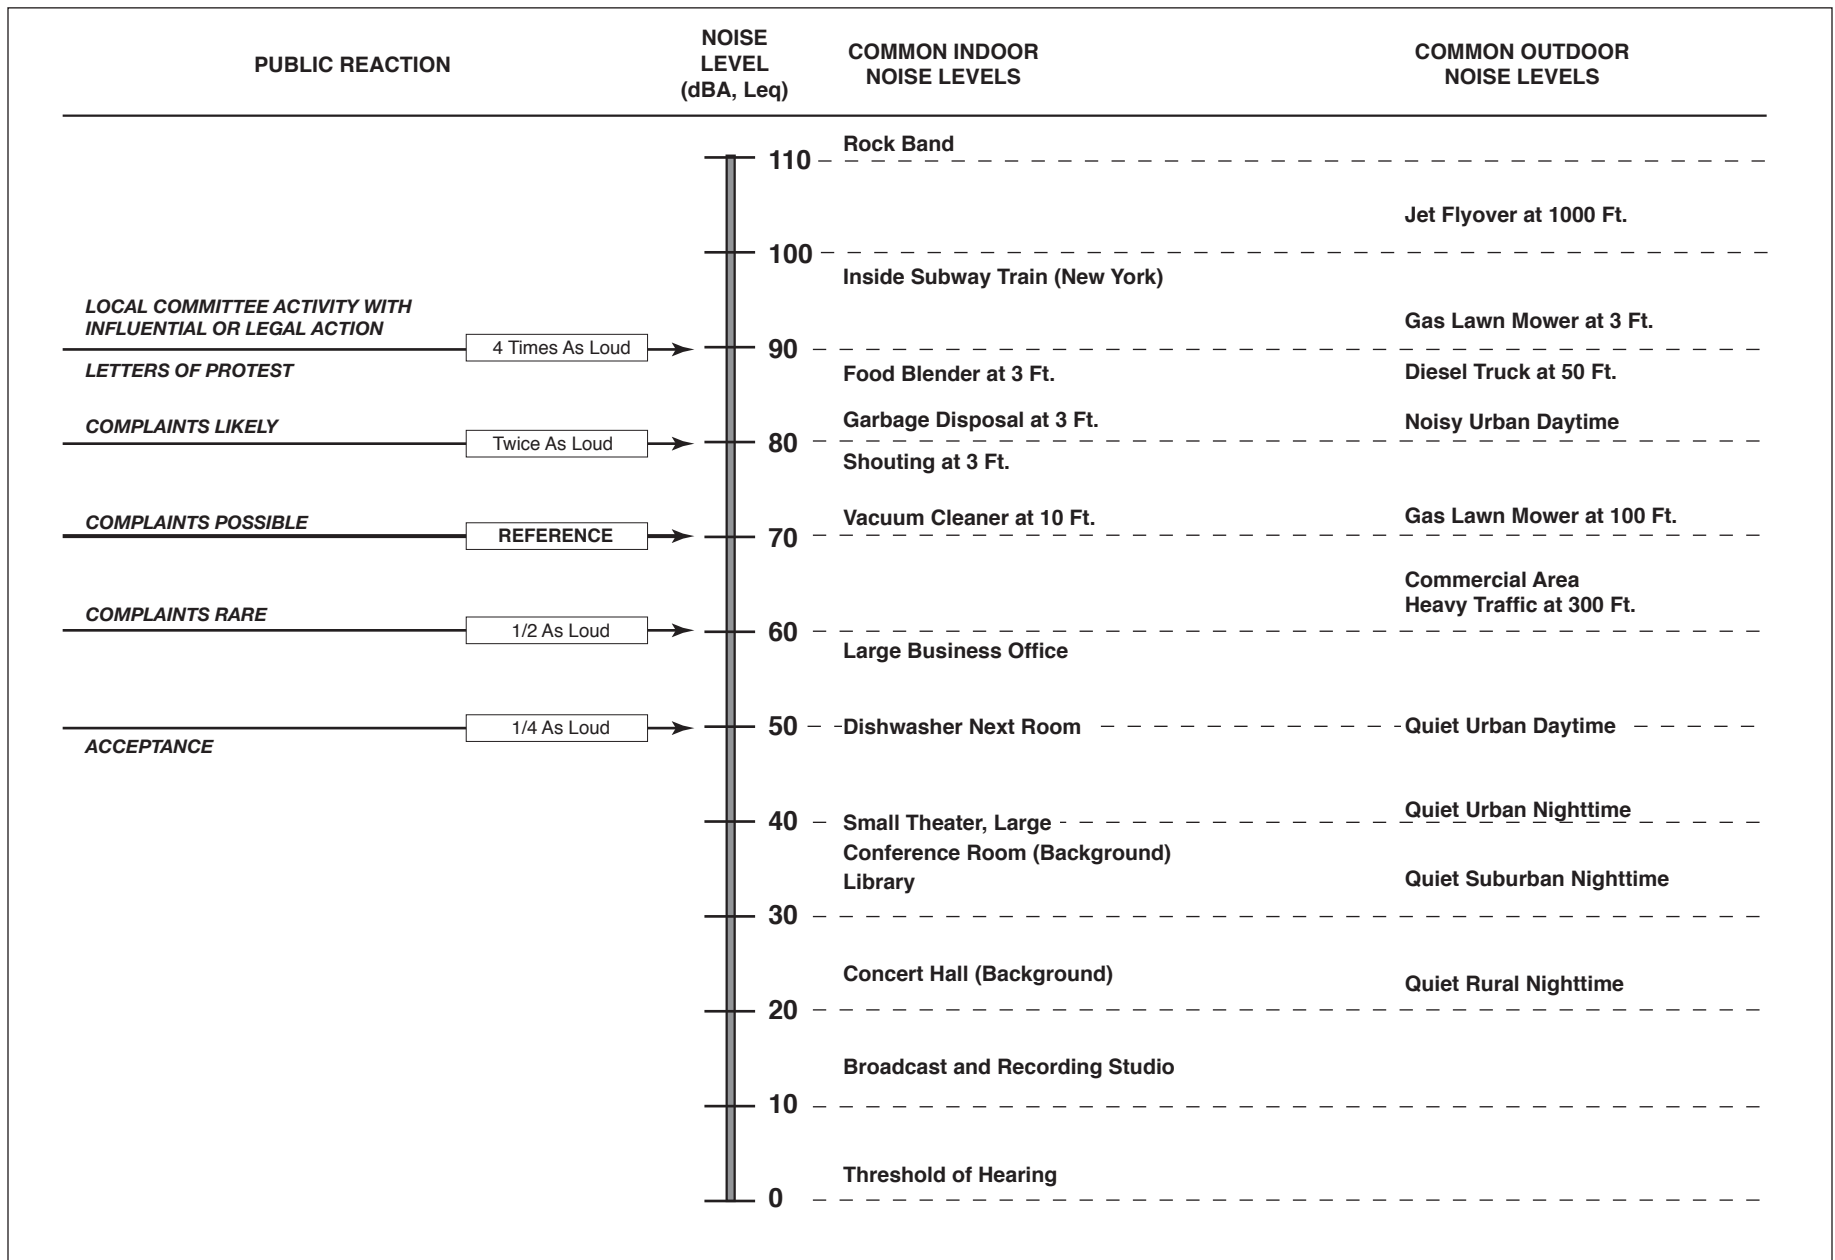 PUBLIC REACTION
NOISE
LEVEL
(dBA, Leq)
COMMON INDOOR
NOISE LEVELS
COMMON OUTDOOR
NOISE LEVELS
Rock Band
110
Jet Flyover at 1000 Ft.
100
Inside Subway Train (New York)
LOCAL COMMITTEE ACTIVITY WITH
INFLUENTIAL OR LEGAL ACTION
Gas Lawn Mower at 3 Ft.
4 Times As Loud
90
LETTERS OF PROTEST
Food Blender at 3 Ft.
Diesel Truck at 50 Ft.
COMPLAINTS LIKELY
Garbage Disposal at 3 Ft.
Noisy Urban Daytime
Twice As Loud
80
Shouting at 3 Ft.
COMPLAINTS POSSIBLE
Vacuum Cleaner at 10 Ft.
Gas Lawn Mower at 100 Ft.
REFERENCE
70
Commercial Area
Heavy Traffic at 300 Ft.
COMPLAINTS RARE
1/2 As Loud
60
Large Business Office
1/4 As Loud
50
Dishwasher Next Room
Quiet Urban Daytime
ACCEPTANCE
Quiet Urban Nighttime
40
Small Theater, Large
Conference Room (Background)
Library
Quiet Suburban Nighttime
30
Concert Hall (Background)
Quiet Rural Nighttime
20
Broadcast and Recording Studio
10
Threshold of Hearing
0